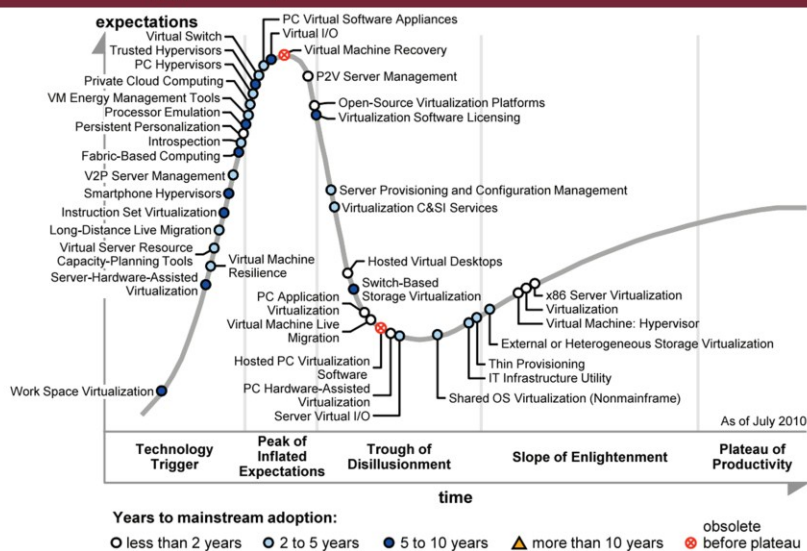 expectations
PC Virtual Software Appliances
Virtual Switch
Virtual I/O
Trusted Hypervisors
Virtual Machine Recovery
PC Hypervisors
P2V Server Management
Private Cloud Computing
VM Energy Management Tools
Open-Source Virtualization Platforms
Processor Emulation
Virtualization Software Licensing
Persistent Personalization
Introspection
Fabric-Based Computing
V2P Server Management
Smartphone Hypervisors
Server Provisioning and Configuration Management
Instruction Set Virtualization
Virtualization C&SI Services
Long-Distance Live Migration
Virtual Server Resource
Capacity-Planning Tools
Virtual Machine
Resilience
Hosted Virtual Desktops
Server-Hardware-Assisted
Virtualization
Switch-Based
Storage Virtualization
PC Application
Virtualization
x86 Server Virtualization
Virtualization
Virtual Machine Live
Migration
Virtual Machine: Hypervisor
External or Heterogeneous Storage Virtualization
Hosted PC Virtualization
Software
Thin Provisioning
IT Infrastructure Utility
PC Hardware-Assisted
Virtualization
Work Space Virtualization
Shared OS Virtualization (Nonmainframe)
Server Virtual I/O
As of July 2010
Technology
Trigger
Peak of
Inflated
Expectations
Trough of
Disillusionment
Slope of Enlightenment
Plateau of
Productivity
time
Years to mainstream adoption:
less than 2 years
2 to 5 years
5 to 10 years
more than 10 years
obsolete
before plateau